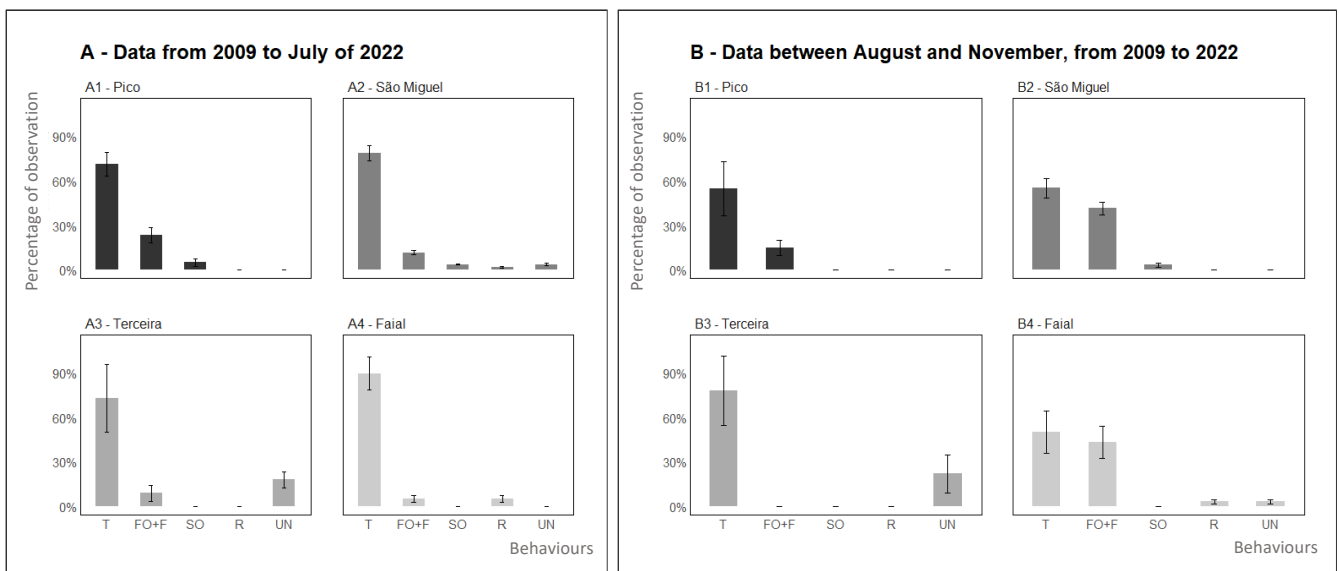 A - Data from 2009 to July of 2022
A1 - Pico
A2 - São Miguel
Percentage of observation
90%
60%
30%
0%
A3 - Terceira
A4 - Faial
90%
60%
30%
0%
T FO+F SO R UN
T FO+F SO R UN
Behaviours
B - Data between August and November, from 2009 to 2022
B1 - Pico
B2 - São Miguel
Percentage of observation
90%
60%
30%
0%
B3 - Terceira
B4 - Faial
90%
60%
30%
0%
T FO+F SO R UN
T FO+F SO R UN
Behaviours